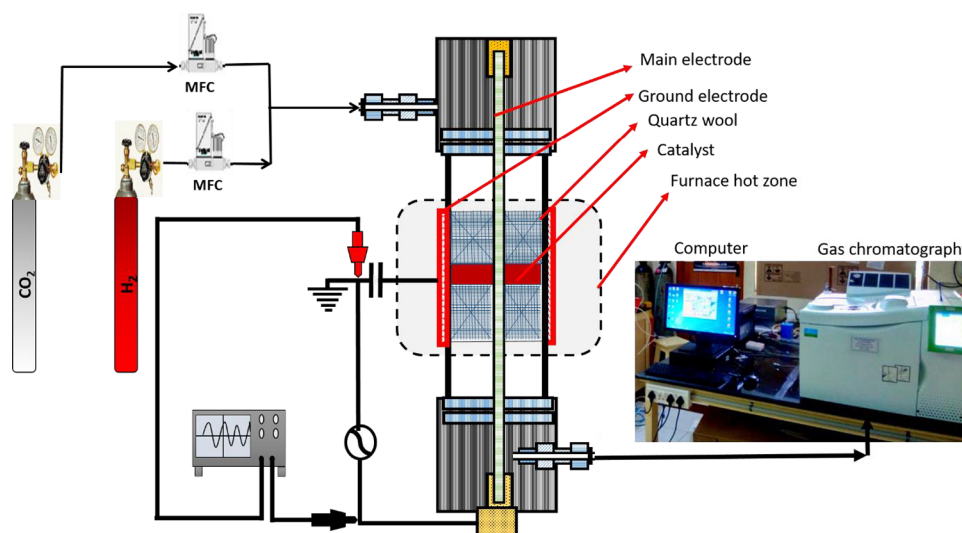 MFC
MFC
CO2
H2
Main electrode
Ground electrode
Quartz wool
Catalyst
Furnace hot zone
Computer
Gas chromatograph